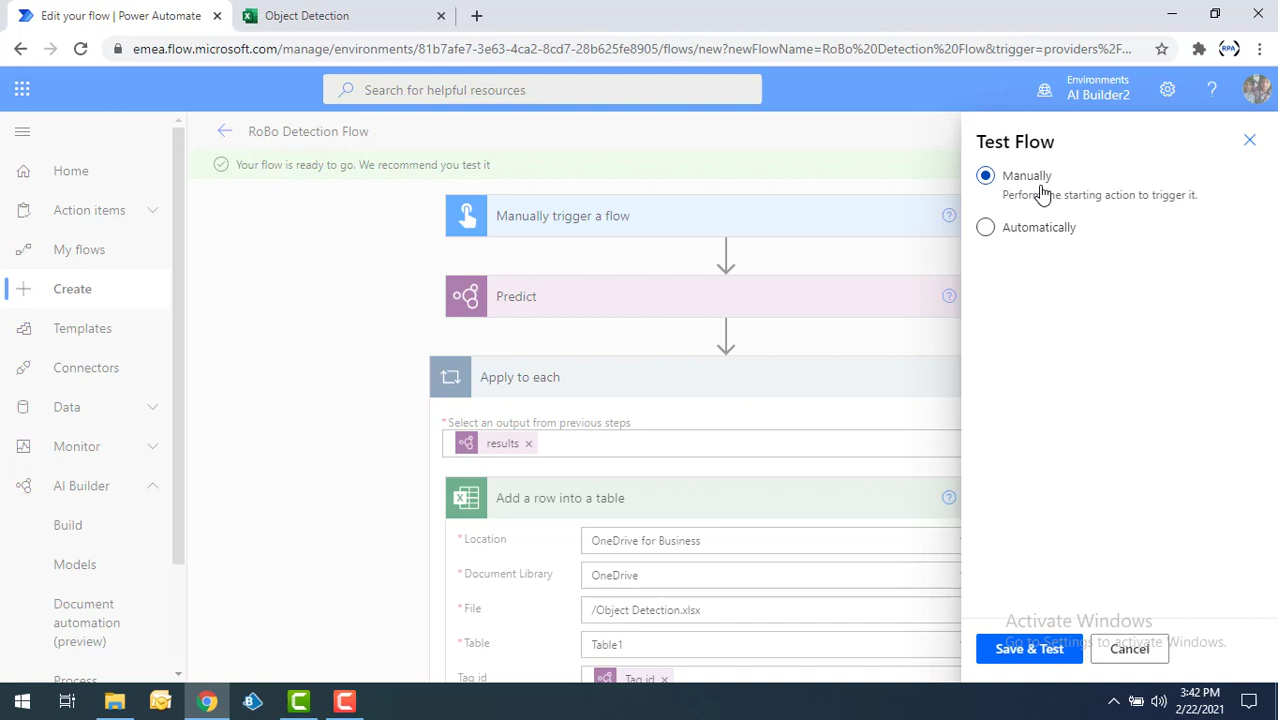 Edit your flow | Power Automate
Object Detection
emea.flow.microsoft.com/manage/environments/81b7afe7-3e63-4ca2-8cd7-28b625fe8905/flows/new?newFlowName=RoBo%20Detection%20Flow&trigger=providers%2F...
RPA
Search for helpful resources
Environments
AI Builder2
Home
Action items
My flows
Create
Templates
Connectors
Data
Monitor
AI Builder
Build
Models
Document
automation
(preview)
Process
RoBo Detection Flow
Your flow is ready to go. We recommend you test it
Manually trigger a flow
Predict
Apply to each
* Select an output from previous steps
results
Add a row into a table
* Location
OneDrive for Business
* Document Library
OneDrive
* File
/Object Detection.xlsx
* Table
Table1
Tag id
Tag id
Test Flow
Manually
Perform the starting action to trigger it.
Automatically
Activate Windows
Go to Settings to activate Windows.
Save & Test
Cancel
3:42 PM
2/22/2021